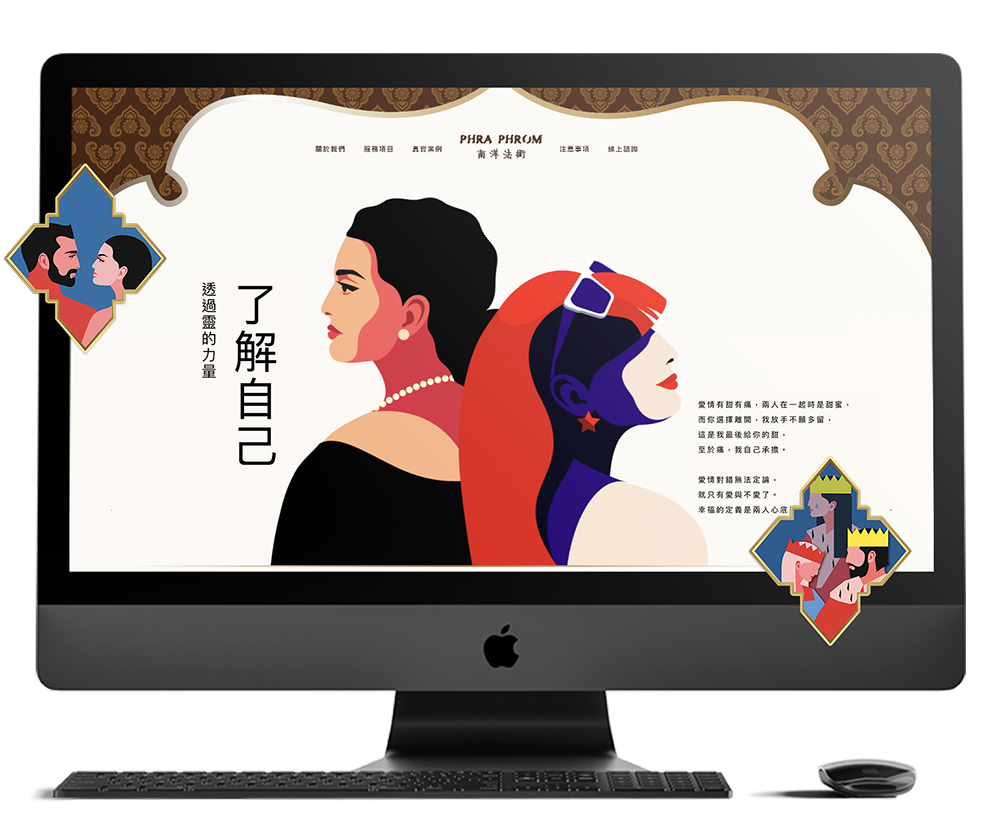 關於我們
服務項目
真實案例
PHRA PHROM
南洋法術
注意事項
線上諮詢
了解自己
透過靈的力量
愛情有甜有痛，兩人在一起時是甜蜜，
而你選擇離開，我放手不願多留，
這是我最後給你的甜，
至於痛，我自己承擔。
愛情對錯無法定論，
就只有愛與不愛了。
幸福的定義是兩人心底